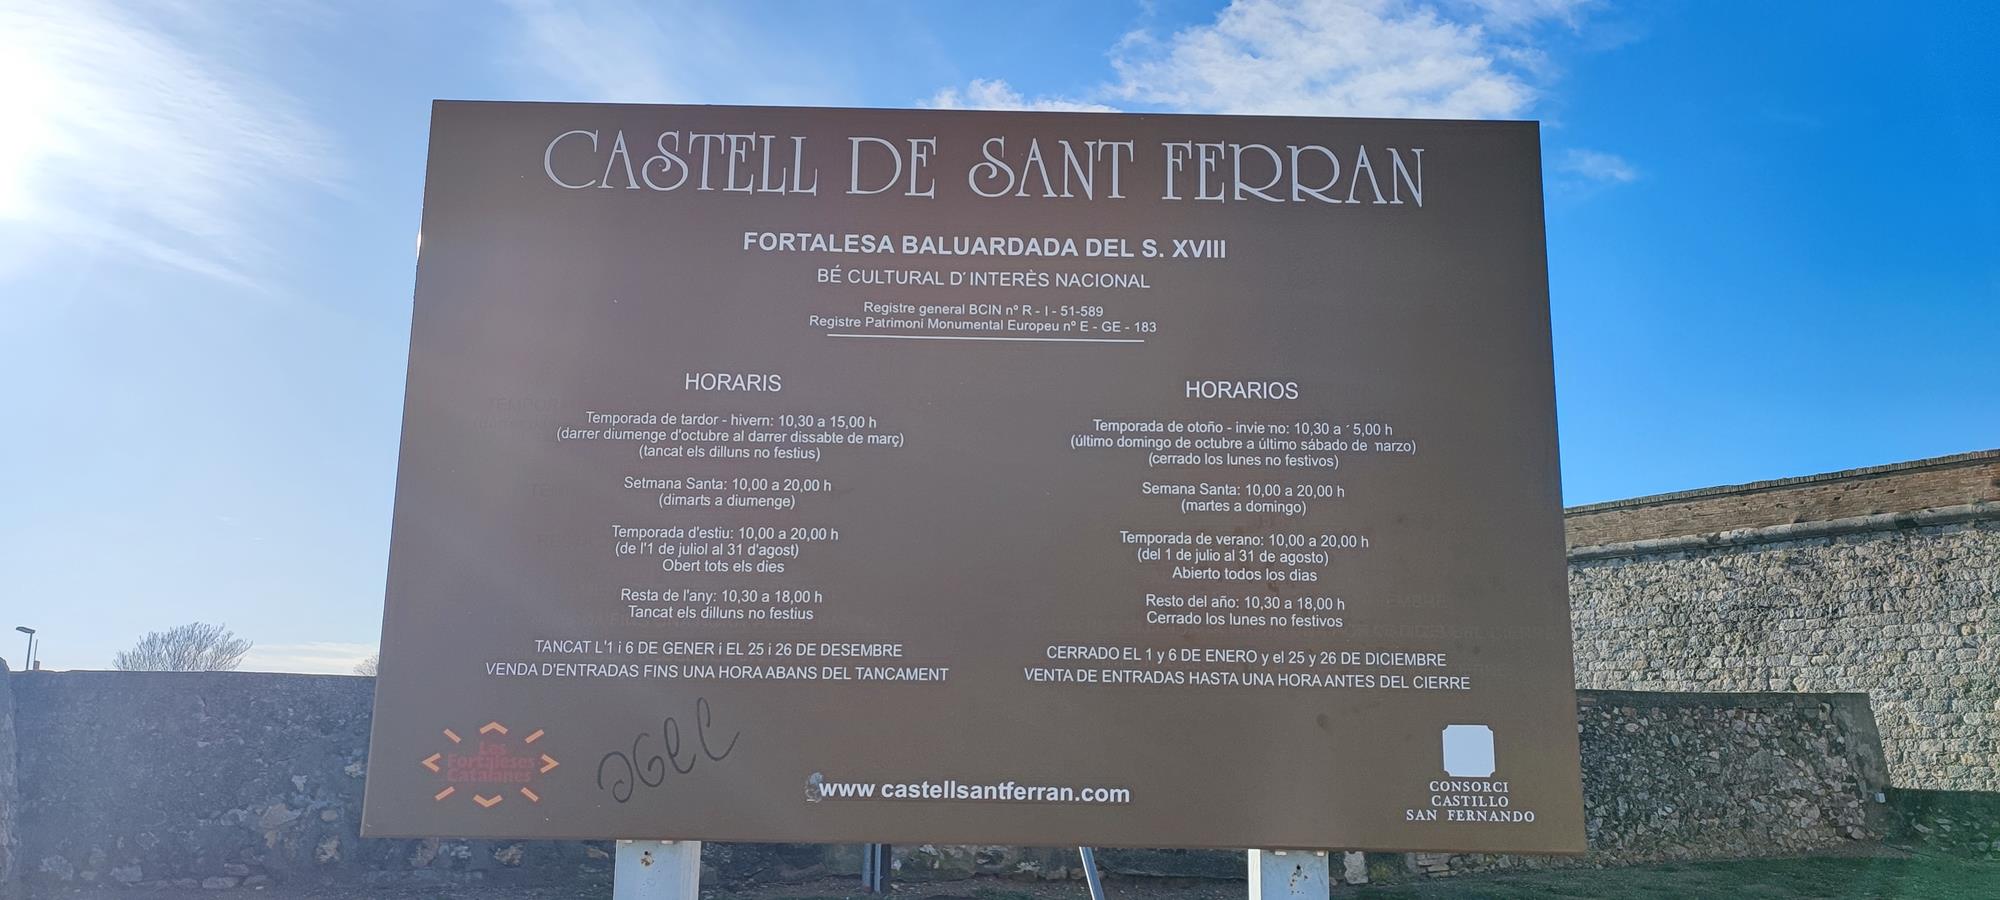 CASTELL DE SANT FERRAN
FORTALESA BALUARDADA DEL S. XVIII
BÉ CULTURAL D'INTERÈS NACIONAL
Registre general BCIN nº R - I - 51-589
Registre Patrimoni Monumental Europeu nº E - GE - 183
HORARIS
Temporada de tardor - hivern: 10,30 a 15,00 h
(darrer diumenge d'octubre al darrer dissabte de març)
(tancat els dilluns no festius)
Setmana Santa: 10,00 a 20,00 h
(dimarts a diumenge)
Temporada d'estiu: 10,00 a 20,00 h
(de l'1 de juliol al 31 d'agost)
Obert tots els dies
Resta de l'any: 10,30 a 18,00 h
Tancat els dilluns no festius
TANCAT L'1 i 6 DE GENER i EL 25 i 26 DE DESEMBRE
VENDA D'ENTRADAS FINS UNA HORA ABANS DEL TANCAMENT
HORARIOS
Temporada de otoño - invierno: 10,30 a 15,00 h
(último domingo de octubre a último sábado de marzo)
(cerrado los lunes no festivos)
Semana Santa: 10,00 a 20,00 h
(martes a domingo)
Temporada de verano: 10,00 a 20,00 h
(del 1 de julio al 31 de agosto)
Abierto todos los dias
Resto del año: 10,30 a 18,00 h
Cerrado los lunes no festivos
CERRADO EL 1 y 6 DE ENERO y el 25 y 26 DE DICIEMBRE
VENTA DE ENTRADAS HASTA UNA HORA ANTES DEL CIERRE
Les
Fortaleses
Catalanes
www castellsantferran.com
CONSORCI
CASTILLO
SAN FERNANDO